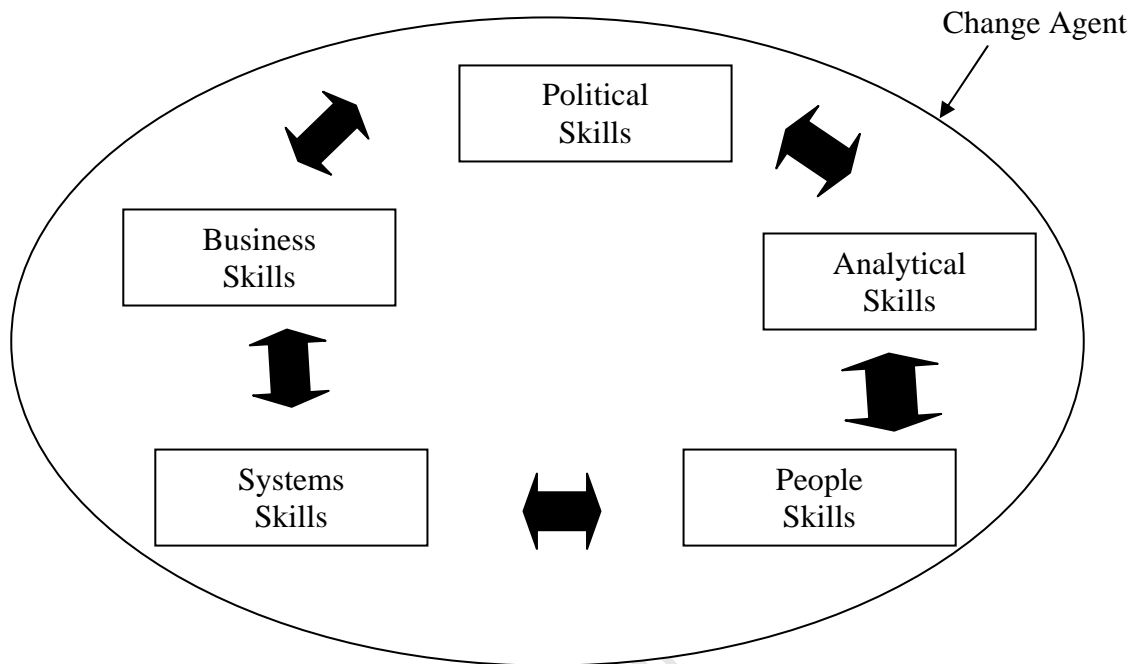 Change Agent
Political
Skills
Business
Skills
Analytical
Skills
Systems
Skills
People
Skills